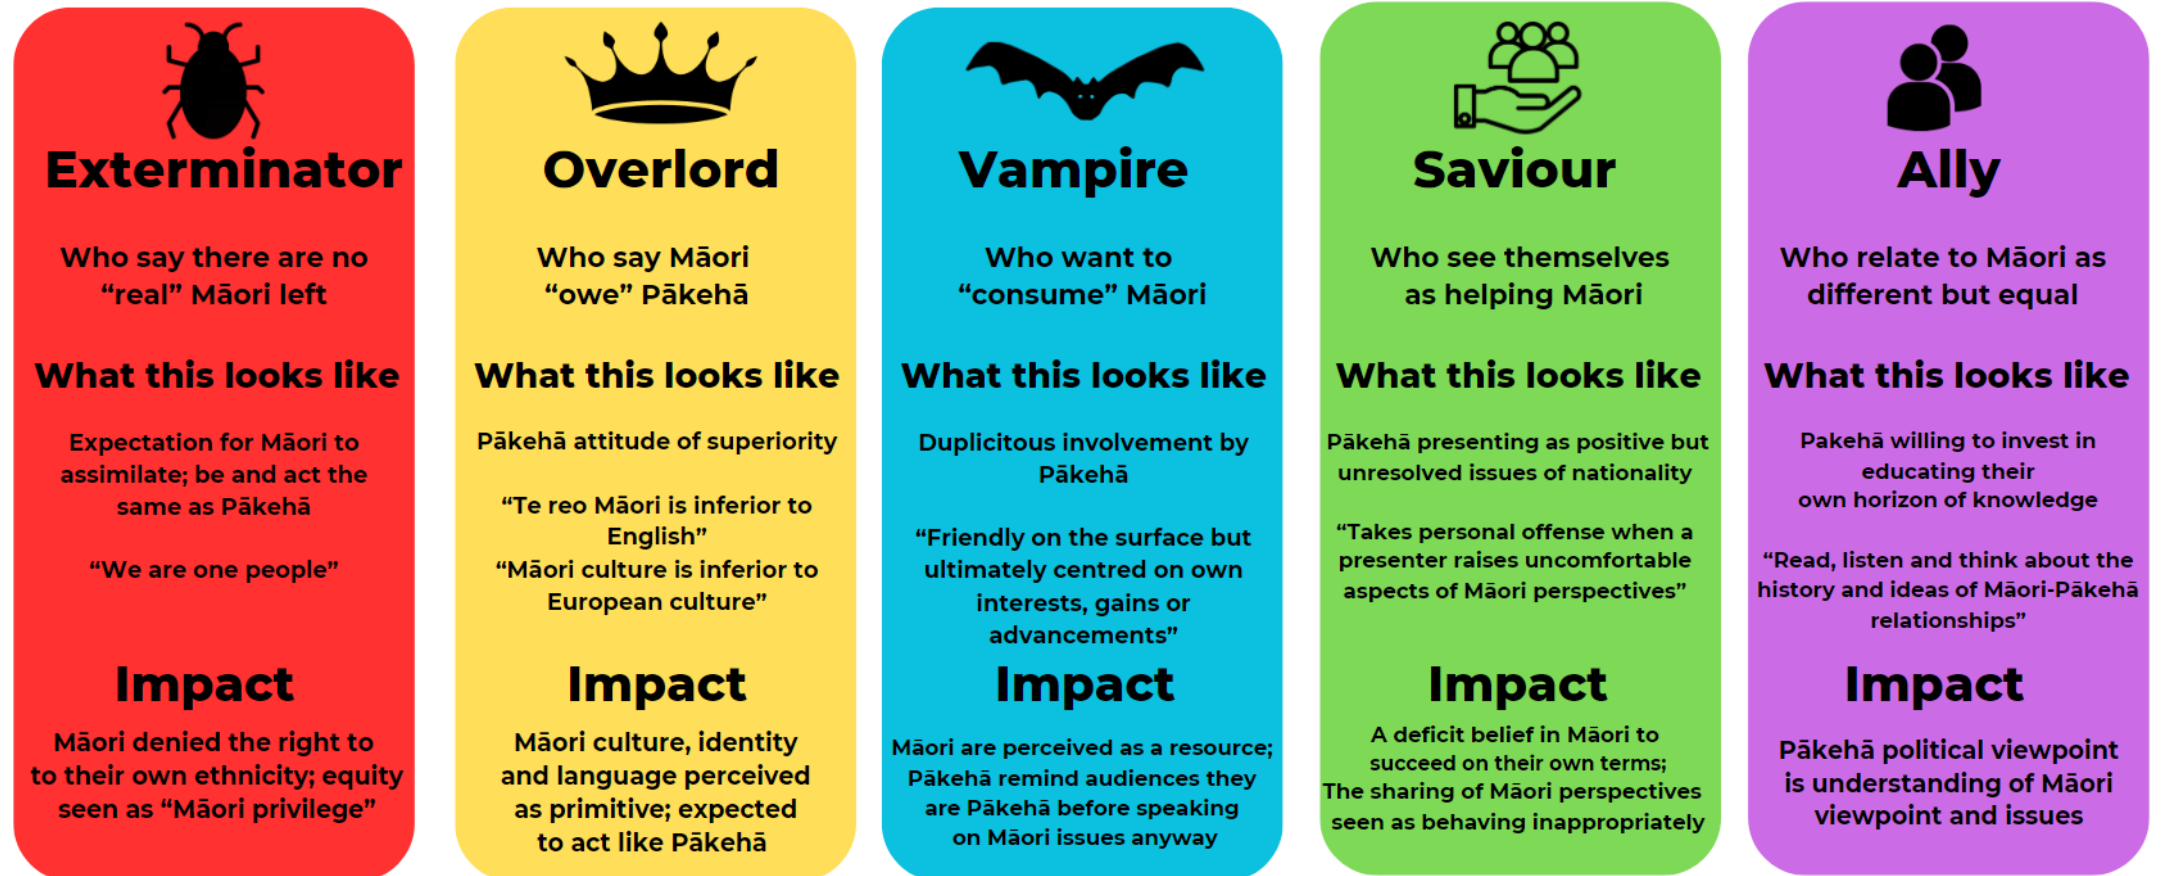 Exterminator
Who say there are no
“real” Māori left
What this looks like
Expectation for Māori to
assimilate; be and act the
same as Pākehā
“We are one people”
Impact
Māori denied the right to
to their own ethnicity; equity
seen as “Māori privilege”
Overlord
Who say Māori
“owe” Pākehā
What this looks like
Pākehā attitude of superiority
“Te reo Māori is inferior to
English”
“Māori culture is inferior to
European culture”
Impact
Māori culture, identity
and language perceived
as primitive; expected
to act like Pākehā
Vampire
Who want to
“consume” Māori
What this looks like
Duplicitous involvement by
Pākehā
“Friendly on the surface but
ultimately centred on own
interests, gains or
advancements”
Impact
Māori are perceived as a resource;
Pākehā remind audiences they
are Pākehā before speaking
on Māori issues anyway
Saviour
Who see themselves
as helping Māori
What this looks like
Pākehā presenting as positive but
unresolved issues of nationality
“Takes personal offense when a
presenter raises uncomfortable
aspects of Māori perspectives”
Impact
A deficit belief in Māori to
succeed on their own terms;
The sharing of Māori perspectives
seen as behaving inappropriately
Ally
Who relate to Māori as
different but equal
What this looks like
Pakehā willing to invest in
educating their
own horizon of knowledge
“Read, listen and think about the
history and ideas of Māori-Pākehā
relationships”
Impact
Pākehā political viewpoint
is understanding of Māori
viewpoint and issues